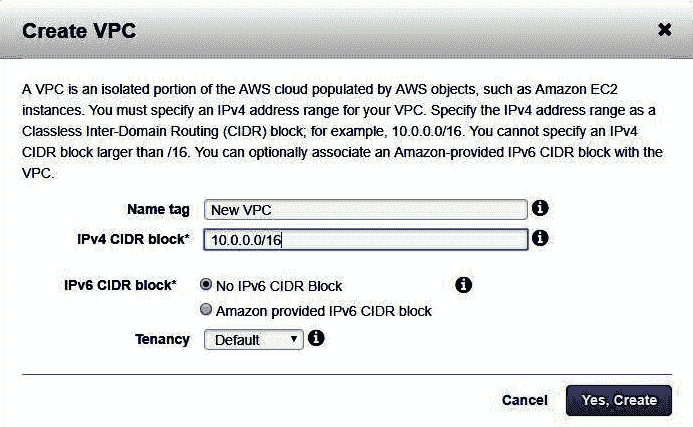 Create VPC
A VPC is an isolated portion of the AWS cloud populated by AWS objects, such as Amazon EC2
instances. You must specify an IPv4 address range for your VPC. Specify the IPv4 address range as a
Classless Inter-Domain Routing (CIDR) block; for example, 10.0.0.0/16. You cannot specify an IPv4
CIDR block larger than /16. You can optionally associate an Amazon-provided IPv6 CIDR block with the
VPC.
Name tag New VPC
IPv4 CIDR block* 10.0.0.0/16
IPv6 CIDR block* No IPv6 CIDR Block
Amazon provided IPv6 CIDR block
Tenancy Default
Cancel Yes, Create